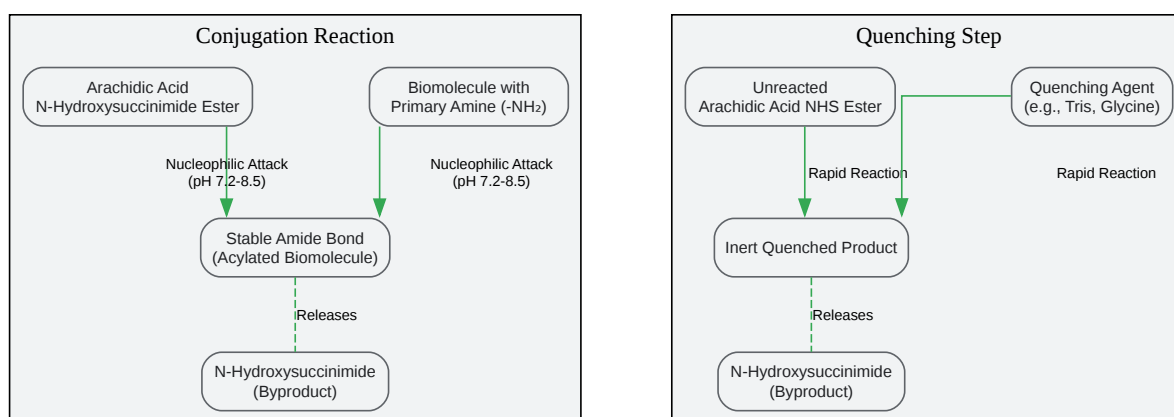 Conjugation Reaction
Arachidic Acid
N-Hydroxysuccinimide Ester
Biomolecule with
Primary Amine (-NH₂)
Nucleophilic Attack
(pH 7.2-8.5)
Nucleophilic Attack
(pH 7.2-8.5)
Stable Amide Bond
(Acylated Biomolecule)
Releases
N-Hydroxysuccinimide
(Byproduct)
Quenching Step
Unreacted
Arachidic Acid NHS Ester
Quenching Agent
(e.g., Tris, Glycine)
Rapid Reaction
Rapid Reaction
Inert Quenched Product
Releases
N-Hydroxysuccinimide
(Byproduct)